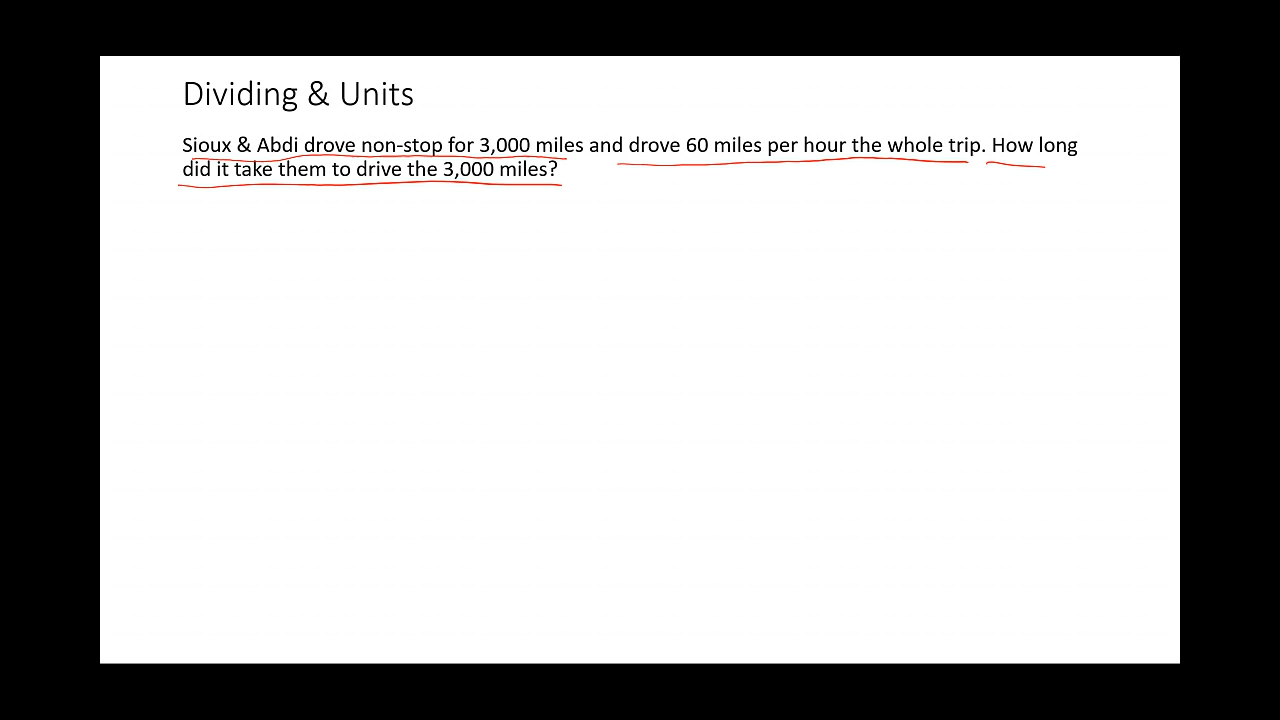 Dividing & Units
Sioux & Abdi drove non-stop for 3,000 miles and drove 60 miles per hour the whole trip. How long
did it take them to drive the 3,000 miles?